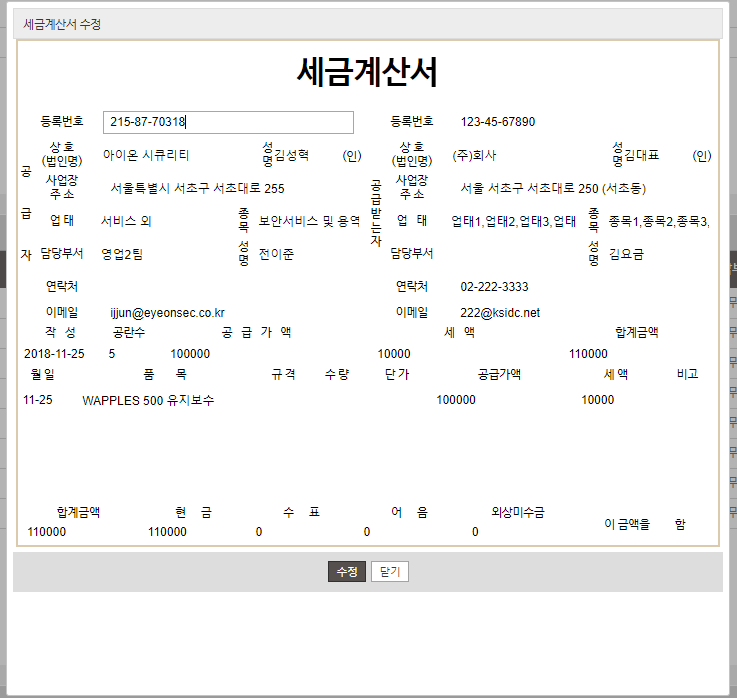 세금계산서 수정
세금계산서
등록번호 215-87-70318 등록번호 123-45-67890
공급자
공급받는자
상 호 (법인명) 아이온 시큐리티 성명 김성혁 (인) 상 호 (법인명) (주)회사 성명 김대표 (인)
사업장 주 소 서울특별시 서초구 서초대로 255 사업장 주 소 서울 서초구 서초대로 250 (서초동)
업 태 서비스 외 종목 보안서비스 및 용역 업 태 업태1,업태2,업태3,업태 종목 종목1,종목2,종목3,
담당부서 영업2팀 성명 전이준 담당부서 성명 김요금
연락처 연락처 02-222-3333
이메일 ijjun@eyeonsec.co.kr 이메일 222@ksidc.net
작 성 공란수 공 급 가 액 세 액 합계금액
2018-11-25 5 100000 10000 110000
월일 품 목 규격 수량 단가 공급가액 세액 비고
11-25 WAPPLES 500 유지보수 100000 10000
합계금액 현 금 수 표 어 음 외상미수금 이 금액을 함
110000 110000 0 0 0
수정 닫기